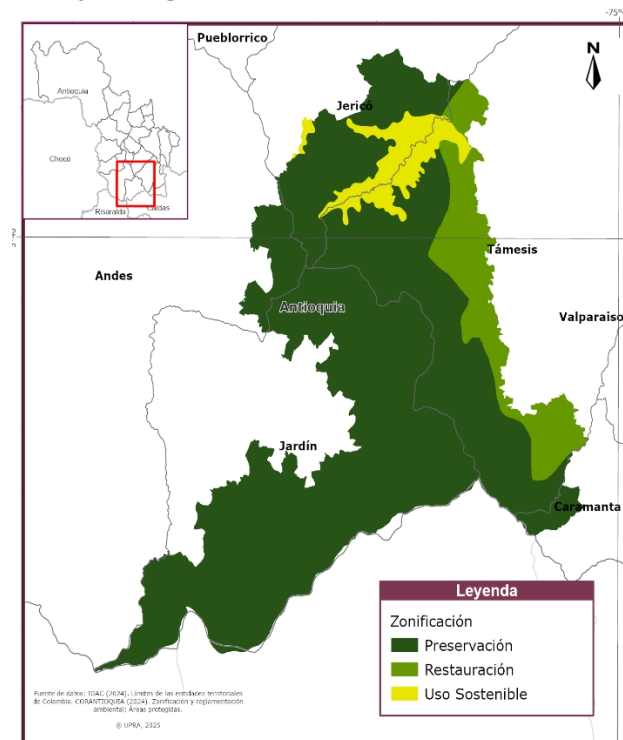 -75°
Pueblorrico
N
Antioquia
Chocó
Risaralda
Caldas
Jericó
Támesis
Andes
Antioquia
Valparaiso
Jardín
Caramanta
Leyenda
Zonificación
Preservación
Restauración
Uso Sostenible
Fuente de datos: IGAC (2024). Límites de las entidades territoriales
de Colombia. CORANTIOQUIA (2024). Zonificación y reglamentación
ambiental; Áreas protegidas.
© UPRA, 2025